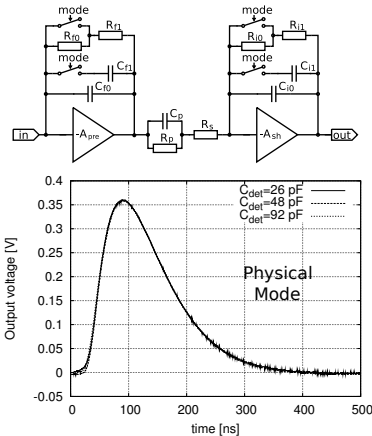 mode mode
Rf0 Rf1 Ri0 Ri1
mode mode
Cf1 Ci1
Cf0 Cp Ci0
in -Apre Rp Rs -Ash out
0.4
0.35
0.3
0.25
0.2
0.15
0.1
0.05
0
-0.05
Output voltage [V]
Cdet=26 pF
Cdet=48 pF
Cdet=92 pF
Physical
Mode
0 100 200 300 400 500
time [ns]